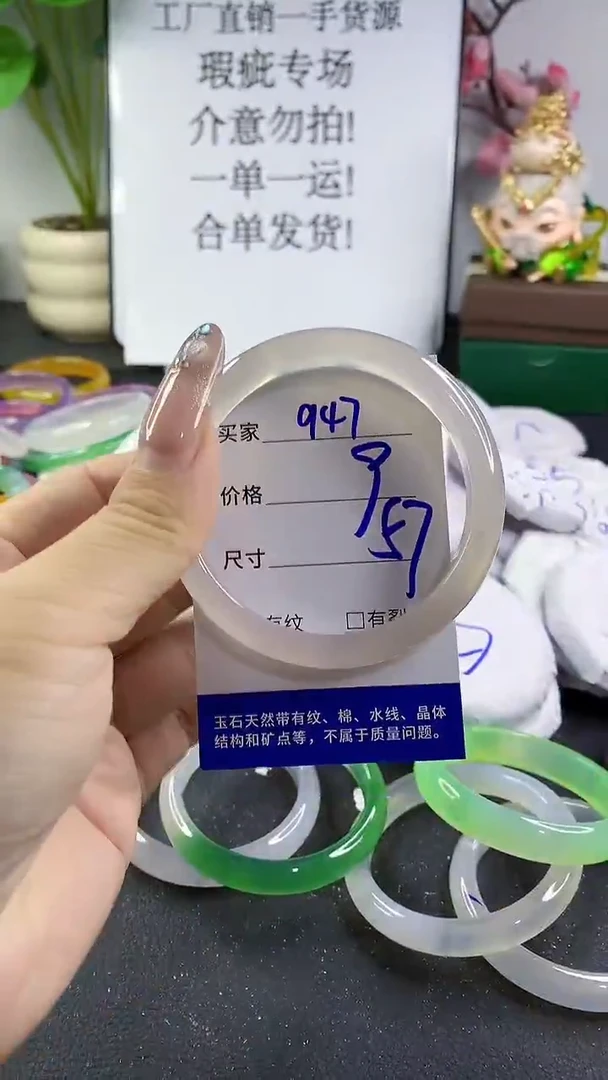 工厂直销一手货源
瑕疵专场
介意勿拍!
一单一运!
合单发货!
买家 947
价格
尺寸 57
有纹 □有裂
玉石天然带有纹、棉、水线、晶体
结构和矿点等，不属于质量问题。